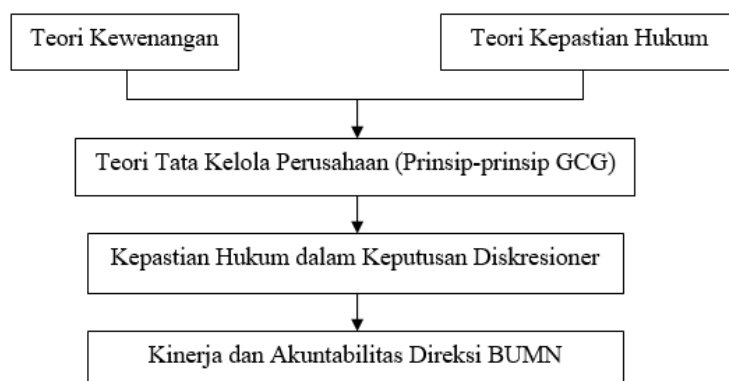 Teori Kewenangan
Teori Kepastian Hukum
Teori Tata Kelola Perusahaan (Prinsip-prinsip GCG)
Kepastian Hukum dalam Keputusan Diskresioner
Kinerja dan Akuntabilitas Direksi BUMN